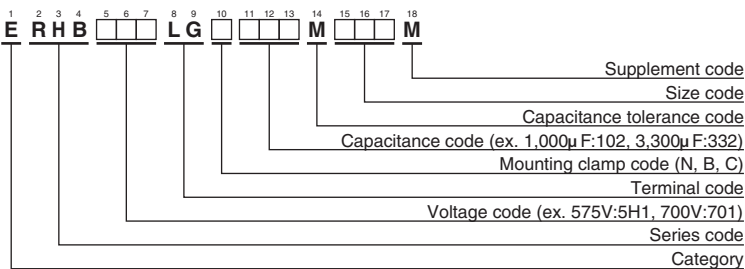 1 2 3 4 5 6 7 8 9 10 11 12 13 14 15 16 17 18
E RHB □□□ LG □ □□□ M □□□ M
Supplement code
Size code
Capacitance tolerance code
Capacitance code (ex. 1,000μF:102, 3,300μF:332)
Mounting clamp code (N, B, C)
Terminal code
Voltage code (ex. 575V:5H1, 700V:701)
Series code
Category